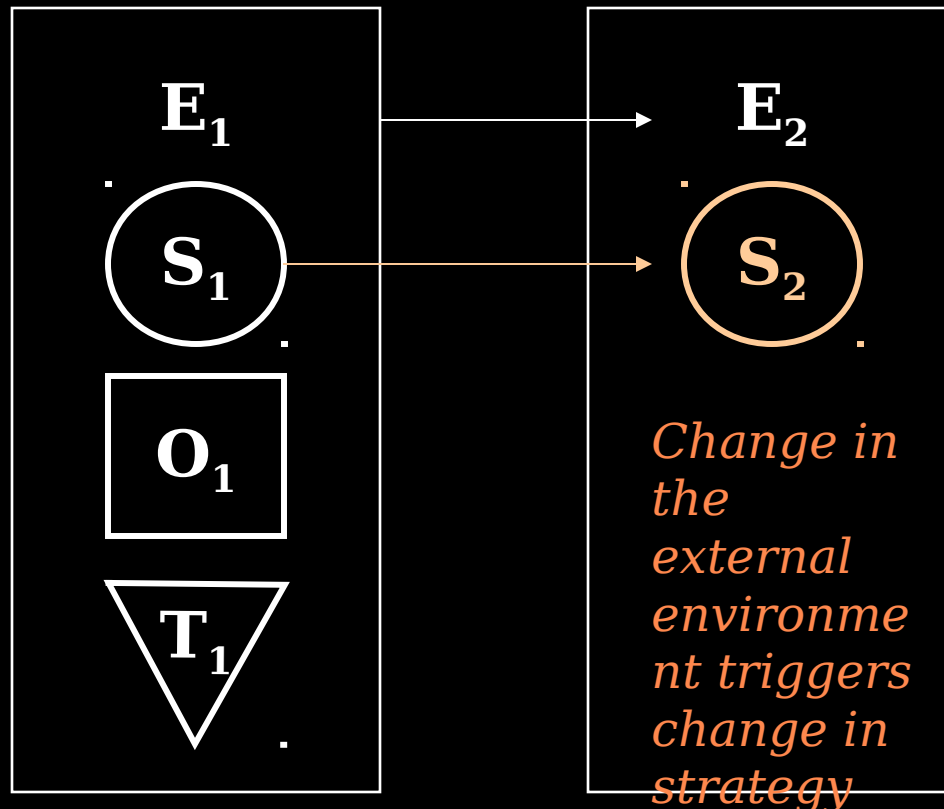 E₁
E₂
S₁
S₂
O₁
T₁
Change in
the
external
environme
nt triggers
change in
strategy